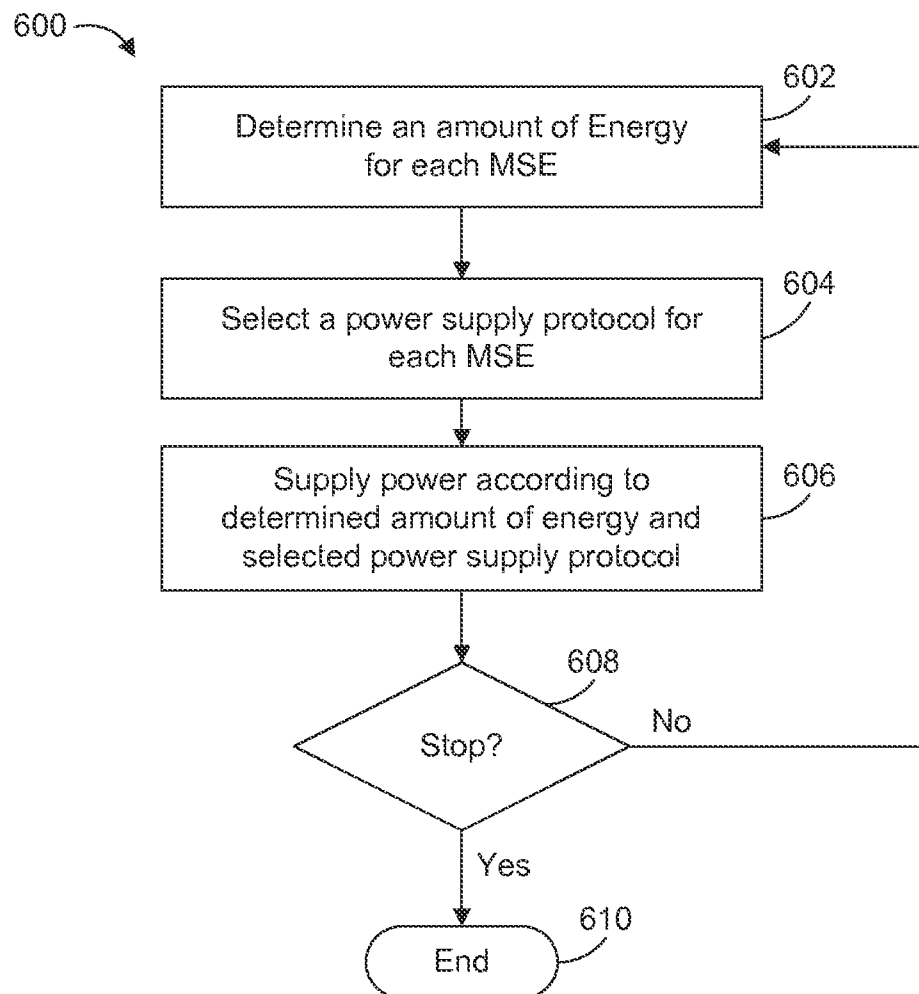 600
602
Determine an amount of Energy
for each MSE
604
Select a power supply protocol for
each MSE
606
Supply power according to
determined amount of energy and
selected power supply protocol
608
Stop?
No
Yes
610
End